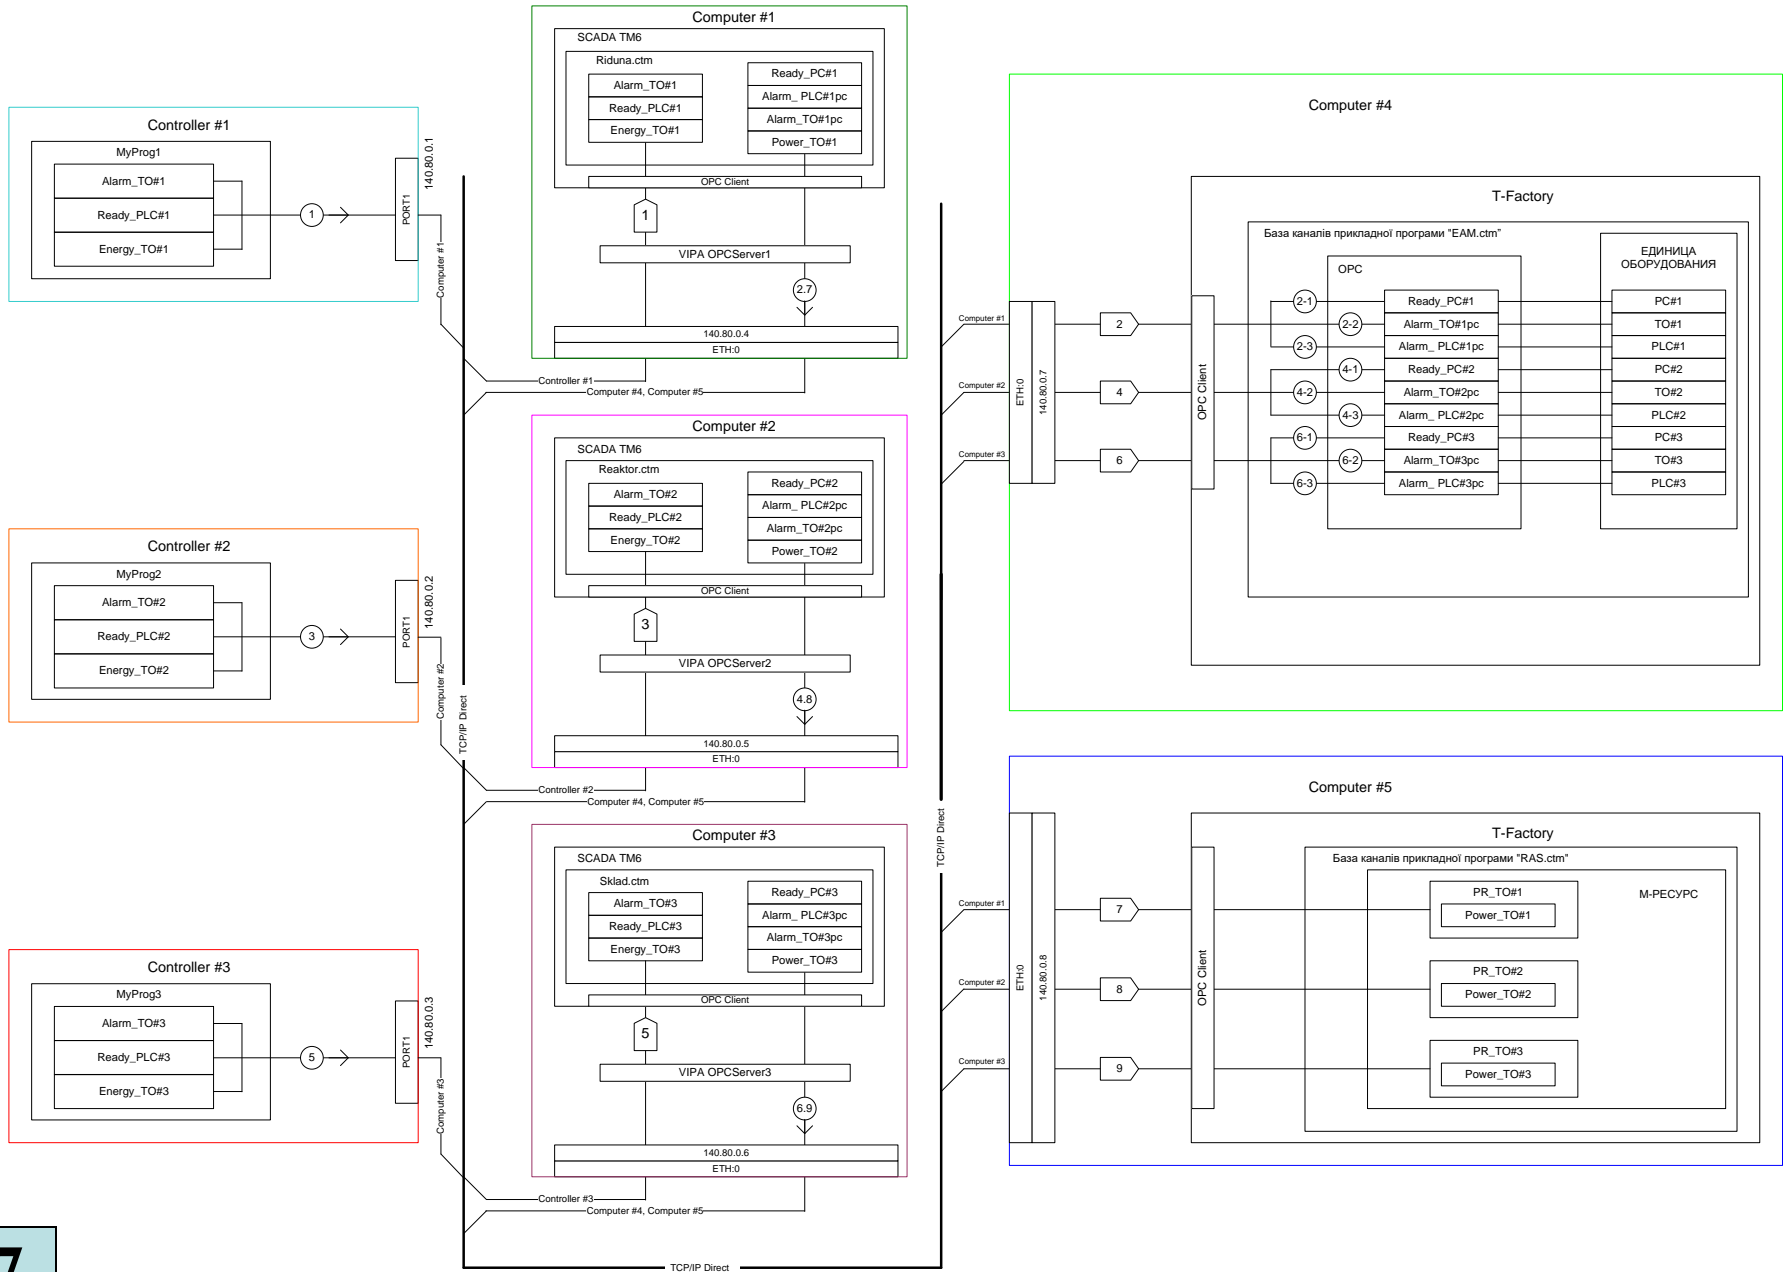 Controller #1
MyProg1
Alarm_TO#1
Ready_PLC#1
Energy_TO#1
1
PORT1
140.80.0.1
Computer #1
Controller #2
MyProg2
Alarm_TO#2
Ready_PLC#2
Energy_TO#2
3
PORT1
140.80.0.2
Computer #2
Controller #3
MyProg3
Alarm_TO#3
Ready_PLC#3
Energy_TO#3
5
PORT1
140.80.0.3
Computer #3
TCP/IP Direct
Computer #1
SCADA TM6
Riduna.ctm
Alarm_TO#1
Ready_PLC#1
Energy_TO#1
Ready_PC#1
Alarm_ PLC#1pc
Alarm_TO#1pc
Power_TO#1
OPC Client
1
VIPA OPCServer1
2.7
140.80.0.4
ETH:0
Controller #1
Computer #4, Computer #5
Computer #2
SCADA TM6
Reaktor.ctm
Alarm_TO#2
Ready_PLC#2
Energy_TO#2
Ready_PC#2
Alarm_ PLC#2pc
Alarm_TO#2pc
Power_TO#2
OPC Client
3
VIPA OPCServer2
4.8
140.80.0.5
ETH:0
Controller #2
Computer #4, Computer #5
Computer #3
SCADA TM6
Sklad.ctm
Alarm_TO#3
Ready_PLC#3
Energy_TO#3
Ready_PC#3
Alarm_ PLC#3pc
Alarm_TO#3pc
Power_TO#3
OPC Client
5
VIPA OPCServer3
6.9
140.80.0.6
ETH:0
Controller #3
Computer #4, Computer #5
TCP/IP Direct
TCP/IP Direct
Computer #4
Computer #1
Computer #2
Computer #3
ETH:0
140.80.0.7
2
4
6
OPC Client
T-Factory
База каналів прикладної програми "EAM.ctm"
OPC
ЕДИНИЦА
ОБОРУДОВАНИЯ
2-1
Ready_PC#1
PC#1
2-2
Alarm_TO#1pc
TO#1
2-3
Alarm_ PLC#1pc
PLC#1
4-1
Ready_PC#2
PC#2
4-2
Alarm_TO#2pc
TO#2
4-3
Alarm_ PLC#2pc
PLC#2
6-1
Ready_PC#3
PC#3
6-2
Alarm_TO#3pc
TO#3
6-3
Alarm_ PLC#3pc
PLC#3
Computer #5
Computer #1
Computer #2
Computer #3
ETH:0
140.80.0.8
7
8
9
OPC Client
T-Factory
База каналів прикладної програми "RAS.ctm"
М-РЕСУРС
PR_TO#1
Power_TO#1
PR_TO#2
Power_TO#2
PR_TO#3
Power_TO#3
7